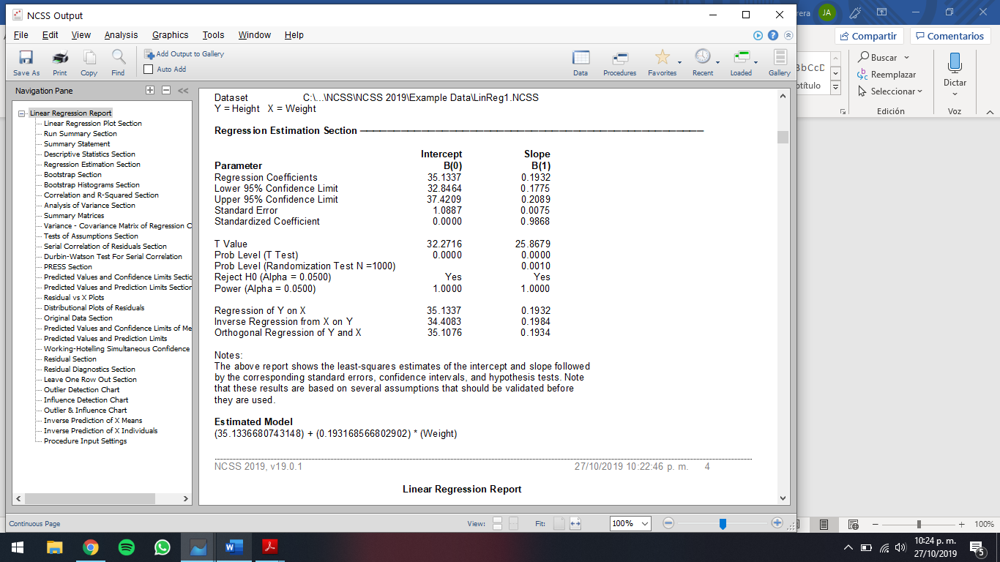 NCSS Output
rera JA
File Edit View Analysis Graphics Tools Window Help
Compartir Comentarios
Save As Print Copy Find
Add Output to Gallery
Auto Add
Data Procedures Favorites Recent Loaded Gallery
Buscar
Reemplazar
Seleccionar
Dictar
Edición Voz
Navigation Pane
<<
Linear Regression Report
Linear Regression Plot Section
Run Summary Section
Summary Statement
Descriptive Statistics Section
Regression Estimation Section
Bootstrap Section
Bootstrap Histograms Section
Correlation and R-Squared Section
Analysis of Variance Section
Summary Matrices
Variance - Covariance Matrix of Regression C
Tests of Assumptions Section
Serial Correlation of Residuals Section
Durbin-Watson Test For Serial Correlation
PRESS Section
Predicted Values and Confidence Limits Sectic
Predicted Values and Prediction Limits Section
Residual vs X Plots
Distributional Plots of Residuals
Original Data Section
Predicted Values and Confidence Limits of Me
Predicted Values and Prediction Limits
Working-Hotelling Simultaneous Confidence
Residual Section
Residual Diagnostics Section
Leave One Row Out Section
Outlier Detection Chart
Influence Detection Chart
Outlier & Influence Chart
Inverse Prediction of X Means
Inverse Prediction of X Individuals
Procedure Input Settings
Dataset C:\...\NCSS\NCSS 2019\Example Data\LinReg1.NCSS
Y = Height X = Weight
Regression Estimation Section
Intercept Slope
Parameter B(0) B(1)
Regression Coefficients 35.1337 0.1932
Lower 95% Confidence Limit 32.8464 0.1775
Upper 95% Confidence Limit 37.4209 0.2089
Standard Error 1.0887 0.0075
Standardized Coefficient 0.0000 0.9868
T Value 32.2716 25.8679
Prob Level (T Test) 0.0000 0.0000
Prob Level (Randomization Test N =1000) 0.0010
Reject H0 (Alpha = 0.0500) Yes Yes
Power (Alpha = 0.0500) 1.0000 1.0000
Regression of Y on X 35.1337 0.1932
Inverse Regression from X on Y 34.4083 0.1984
Orthogonal Regression of Y and X 35.1076 0.1934
Notes:
The above report shows the least-squares estimates of the intercept and slope followed
by the corresponding standard errors, confidence intervals, and hypothesis tests. Note
that these results are based on several assumptions that should be validated before
they are used.
Estimated Model
(35.1336680743148) + (0.193168566802902) * (Weight)
NCSS 2019, v19.0.1 27/10/2019 10:22:46 p. m. 4
Linear Regression Report
Continuous Page View: Fit: 100%
100%
10:24 p. m.
27/10/2019
5